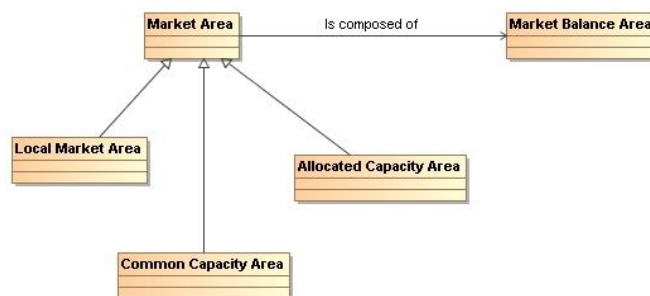 Market Area
Is composed of
Market Balance Area
Local Market Area
Allocated Capacity Area
Common Capacity Area